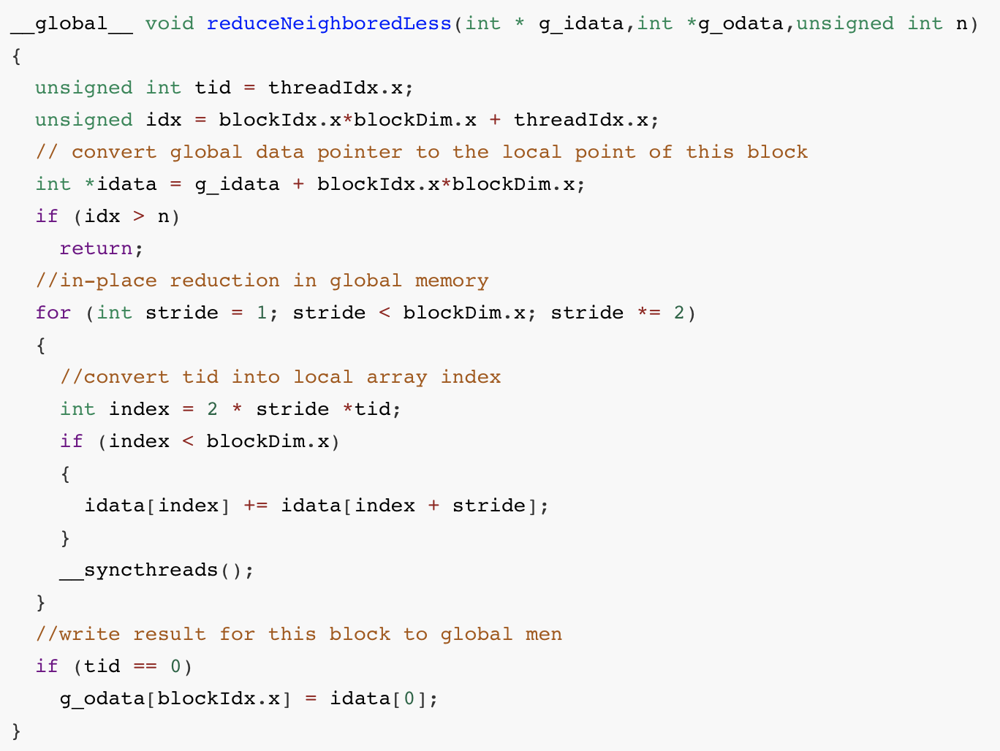 __global__ void reduceNeighboredLess(int * g_idata,int *g_odata,unsigned int n)
{
  unsigned int tid = threadIdx.x;
  unsigned idx = blockIdx.x*blockDim.x + threadIdx.x;
  // convert global data pointer to the local point of this block
  int *idata = g_idata + blockIdx.x*blockDim.x;
  if (idx > n)
    return;
  //in-place reduction in global memory
  for (int stride = 1; stride < blockDim.x; stride *= 2)
  {
    //convert tid into local array index
    int index = 2 * stride *tid;
    if (index < blockDim.x)
    {
      idata[index] += idata[index + stride];
    }
    __syncthreads();
  }
  //write result for this block to global men
  if (tid == 0)
    g_odata[blockIdx.x] = idata[0];
}